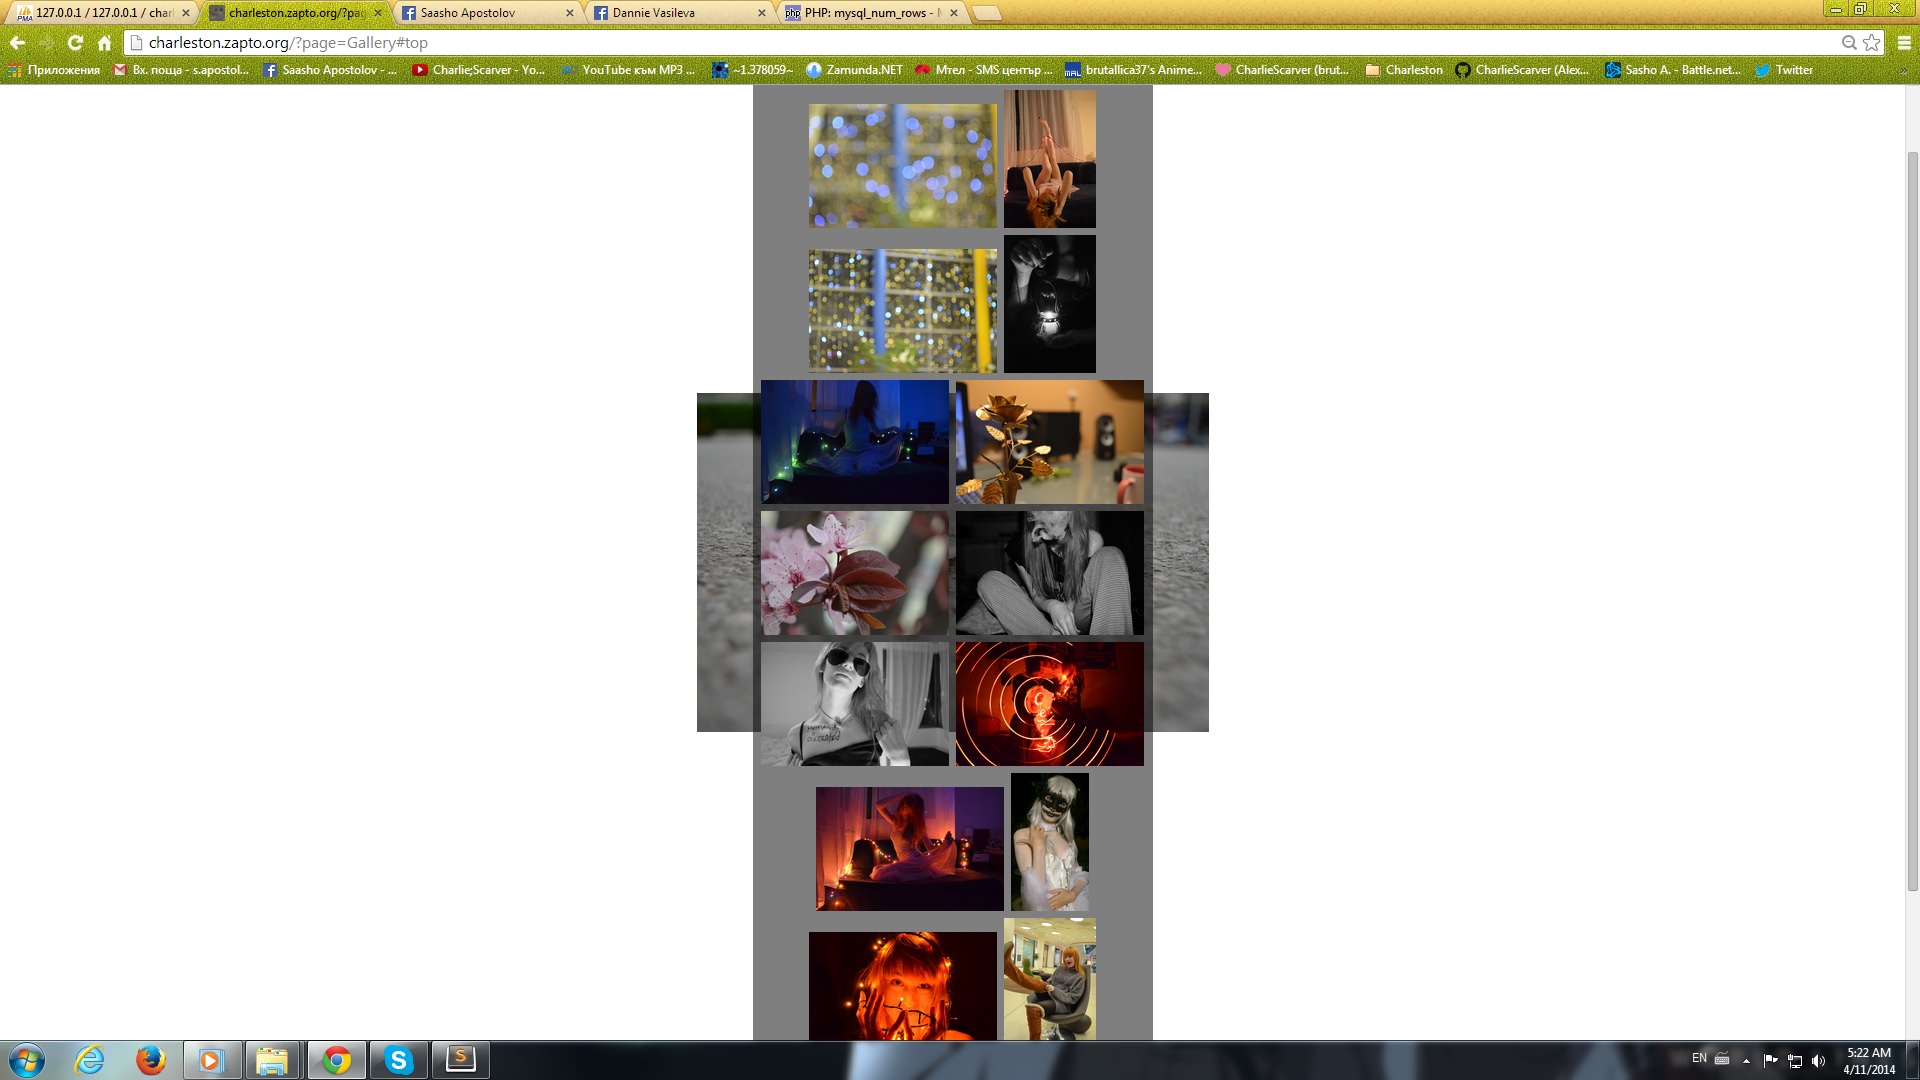 127.0.0.1 / 127.0.0.1 / charl
charleston.zapto.org/?pag
Saasho Apostolov
Dannie Vasileva
PHP: mysql_num_rows - M
charleston.zapto.org/?page=Gallery#top
Приложения
Вх. поща - s.apostol...
Saasho Apostolov - ...
Charlie;Scarver - Yo...
YouTube към MP3 ...
~1.378059~
Zamunda.NET
Мтел - SMS център ...
brutallica37's Anime...
CharlieScarver (brut...
Charleston
CharlieScarver (Alex...
Sasho A. - Battle.net...
Twitter
»
EN
5:22 AM
4/11/2014